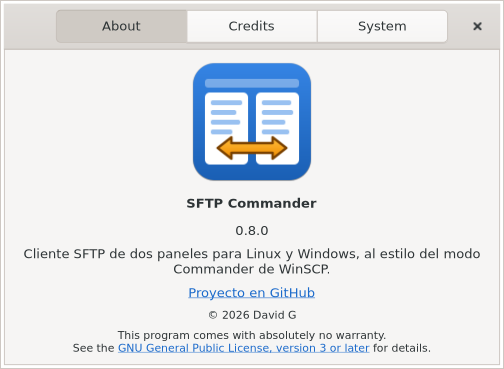 About
Credits
System
×
SFTP Commander
0.8.0
Cliente SFTP de dos paneles para Linux y Windows, al estilo del modo
Commander de WinSCP.
Proyecto en GitHub
© 2026 David G
This program comes with absolutely no warranty.
See the GNU General Public License, version 3 or later for details.